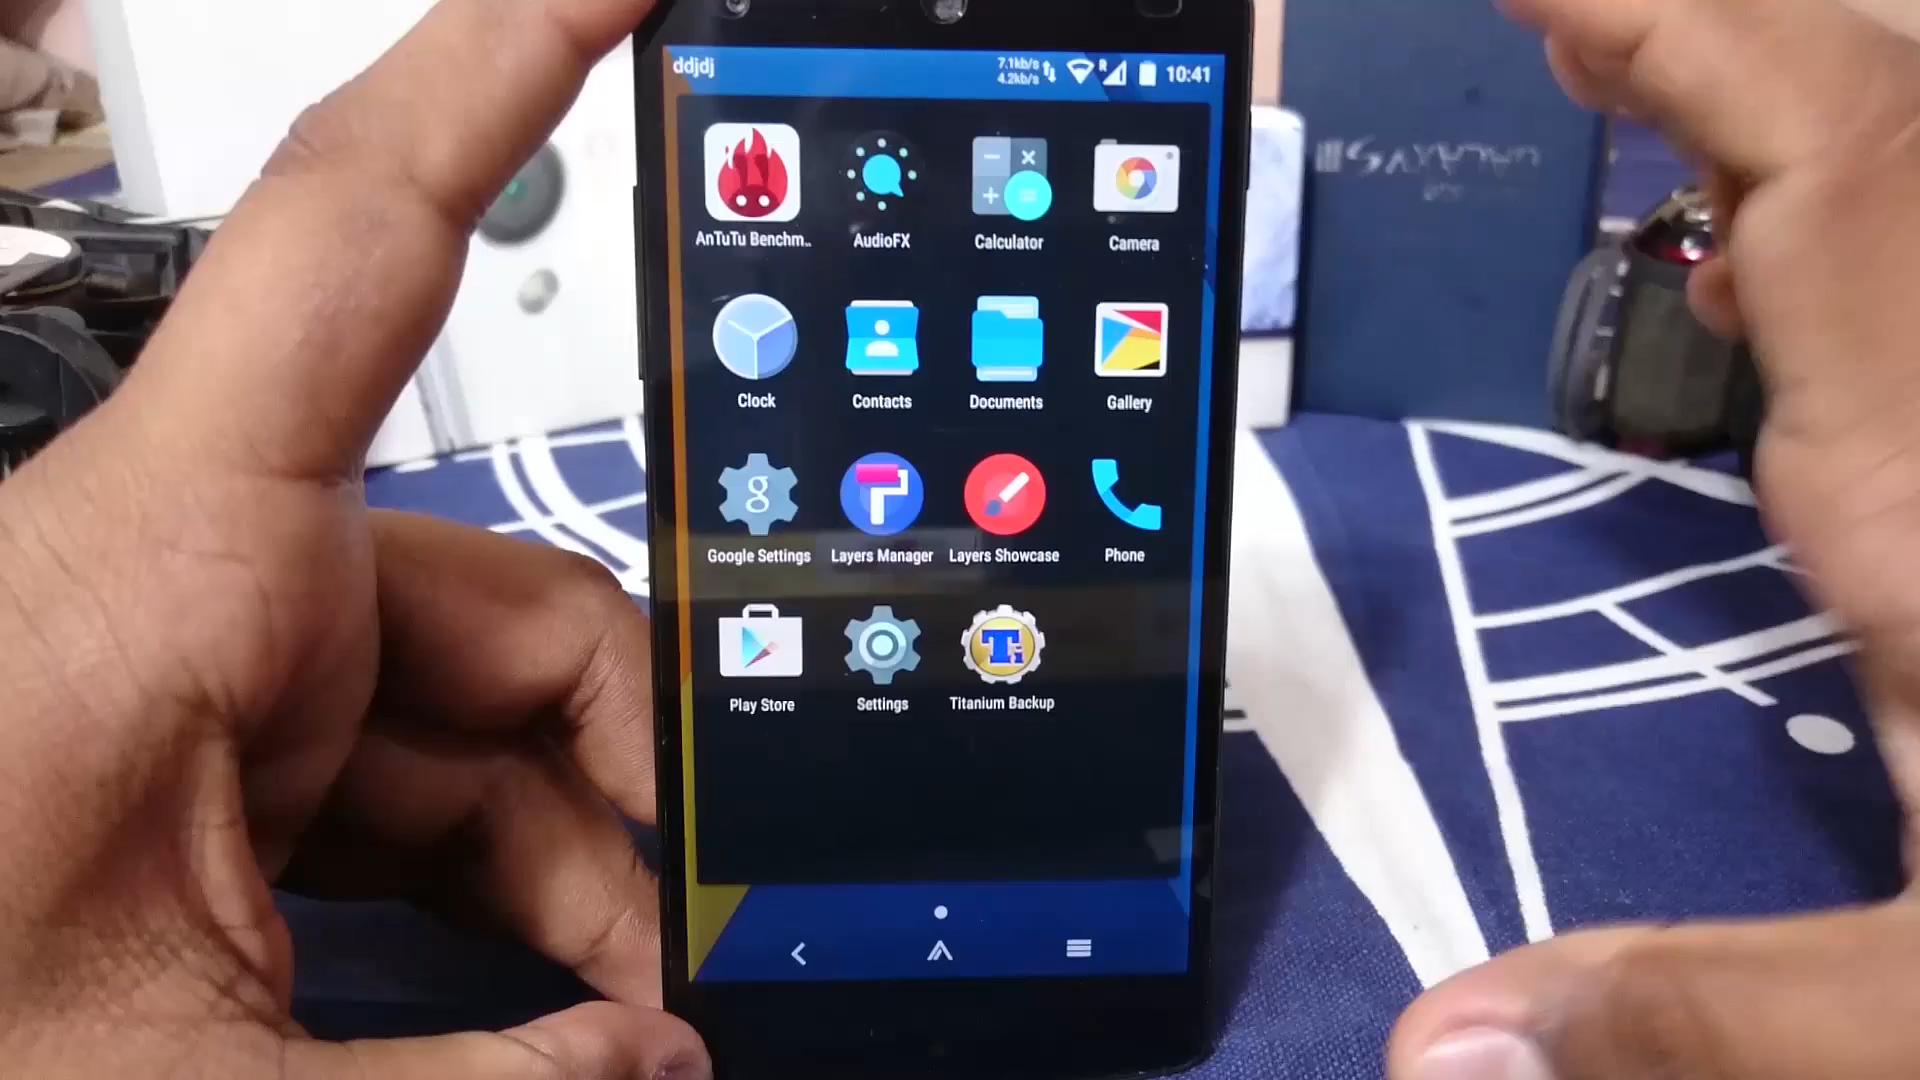 ddjdj
7.1kb/s
4.2kb/s
R
10:41
AnTuTu Benchm.. AudioFX Calculator Camera
Clock Contacts Documents Gallery
g
Google Settings Layers Manager Layers Showcase Phone
Ti
Play Store Settings Titanium Backup